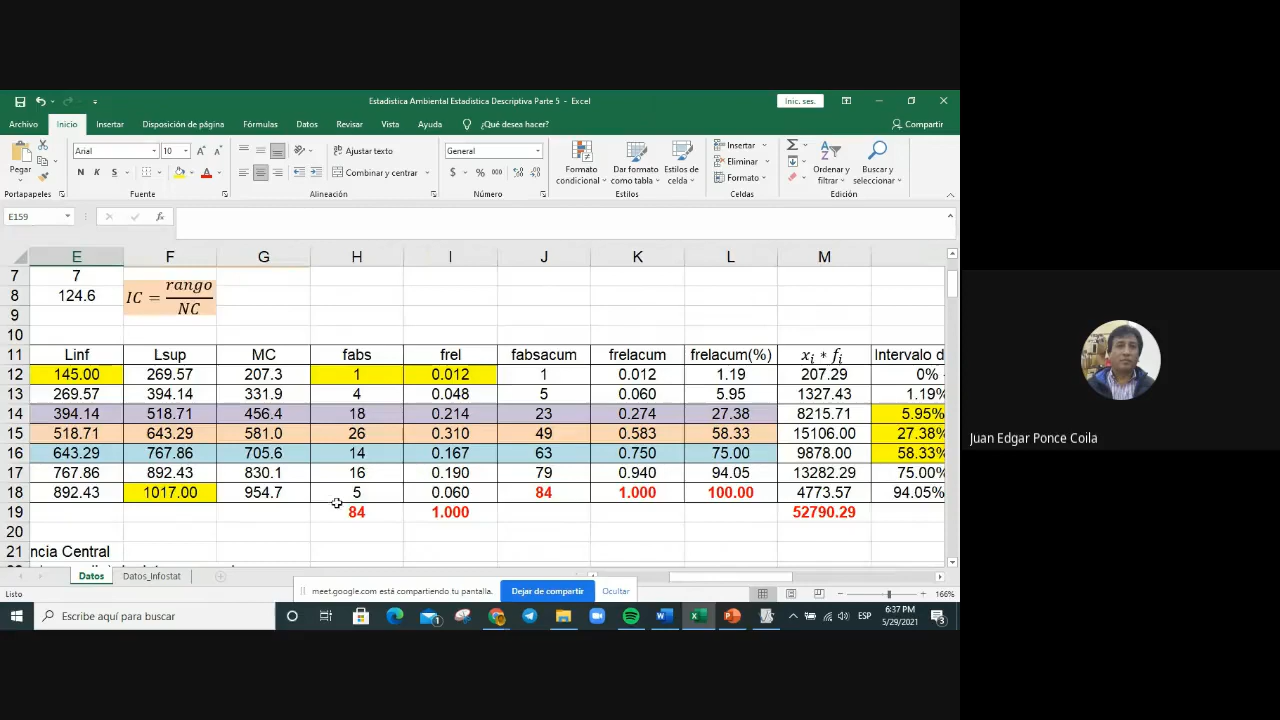 Estadistica Ambiental Estadistica Descriptiva Parte 5 - Excel
Inic. ses.
Archivo Inicio Insertar Disposición de página Fórmulas Datos Revisar Vista Ayuda ¿Qué desea hacer? Compartir
Pegar
Arial 10
N K S
Ajustar texto
Combinar y centrar
General
$ % 000
Formato condicional
Dar formato como tabla
Estilos de celda
Insertar
Eliminar
Formato
Ordenar y filtrar
Buscar y seleccionar
Portapapeles Fuente Alineación Número Estilos Celdas Edición
E159 fx
E F G H J K L M
7 7
8 124.6 IC = rango / NC
9
10
11 Linf Lsup MC fabs frel fabsacum frelacum frelacum(%) xi * fi Intervalo d
12 145.00 269.57 207.3 1 0.012 1 0.012 1.19 207.29 0% -
13 269.57 394.14 331.9 4 0.048 5 0.060 5.95 1327.43 1.19%
14 394.14 518.71 456.4 18 0.214 23 0.274 27.38 8215.71 5.95%
15 518.71 643.29 581.0 26 0.310 49 0.583 58.33 15106.00 27.38%
16 643.29 767.86 705.6 14 0.167 63 0.750 75.00 9878.00 58.33%
17 767.86 892.43 830.1 16 0.190 79 0.940 94.05 13282.29 75.00%
18 892.43 1017.00 954.7 5 0.060 84 1.000 100.00 4773.57 94.05%
19 84 1.000 52790.29
20
21 ncia Central
Datos Datos_Infostat
Listo
meet.google.com está compartiendo tu pantalla. Dejar de compartir Ocultar
166%
Escribe aquí para buscar
ESP
6:37 PM
5/29/2021
3
Juan Edgar Ponce Coila